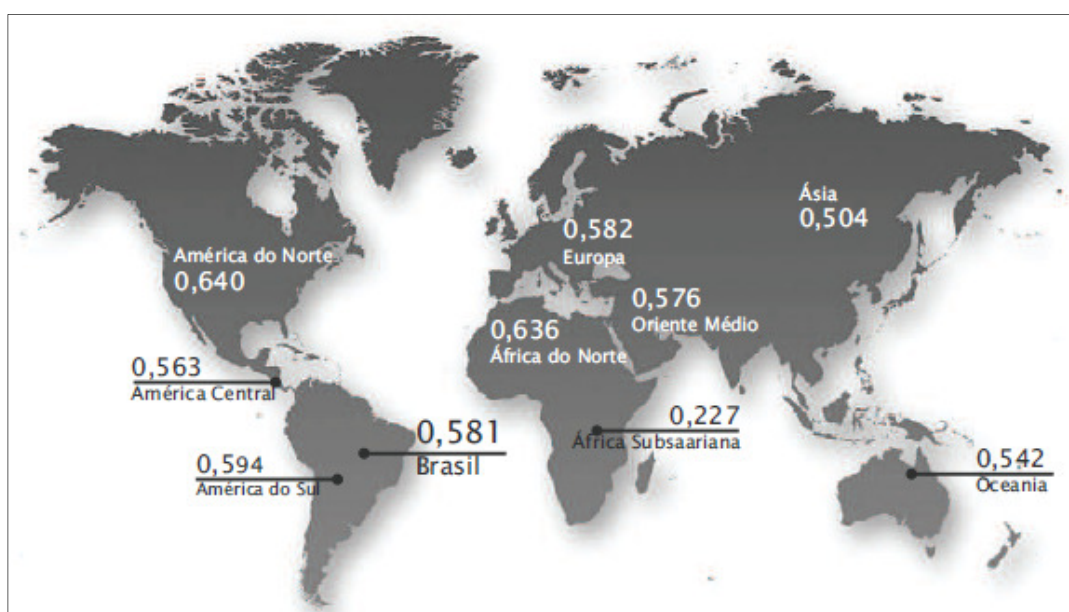 Ásia
0,504
0,582
Europa
América do Norte
0,640
0,576
Oriente Médio
0,636
África do Norte
0,563
América Central
0,227
África Subsaariana
0,581
Brasil
0,594
América do Sul
0,542
Oceania